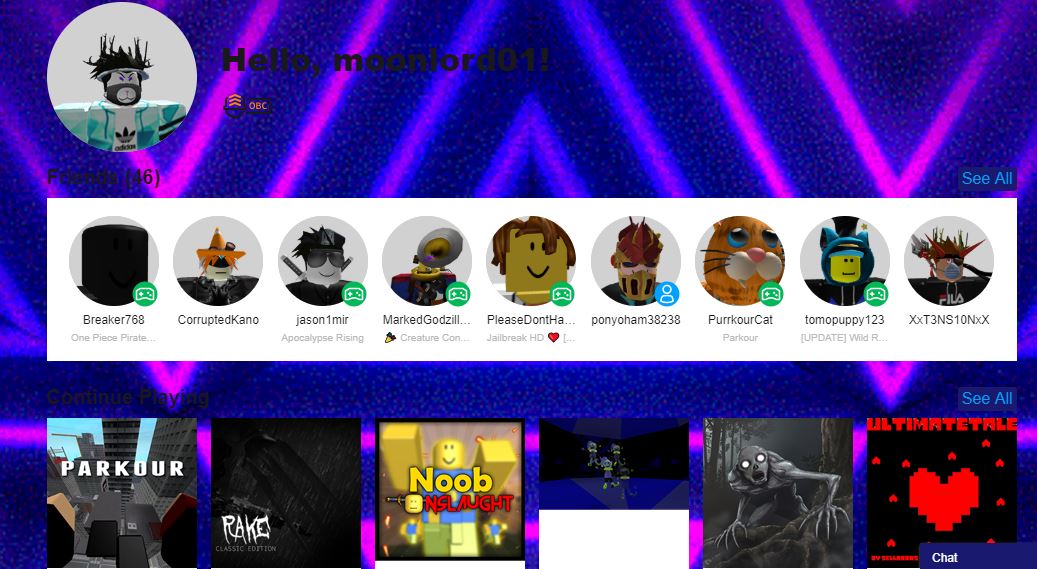 Hello, moonlord01!
OBC
adidas
Friends (46)
See All
Breaker768
CorruptedKano
jason1mir
MarkedGodzill...
PleaseDontHa...
ponyoham38238
PurrkourCat
tomopuppy123
XxT3NS10NxX
FILA
One Piece Pirate...
Apocalypse Rising
🎉 Creature Con...
Jailbreak HD ❤️ [...
Parkour
[UPDATE] Wild R...
Continue Playing
See All
PARKOUR
RAKE
CLASSIC EDITION
Noob
ONSLAUGHT
ULTIMATETALE
Chat